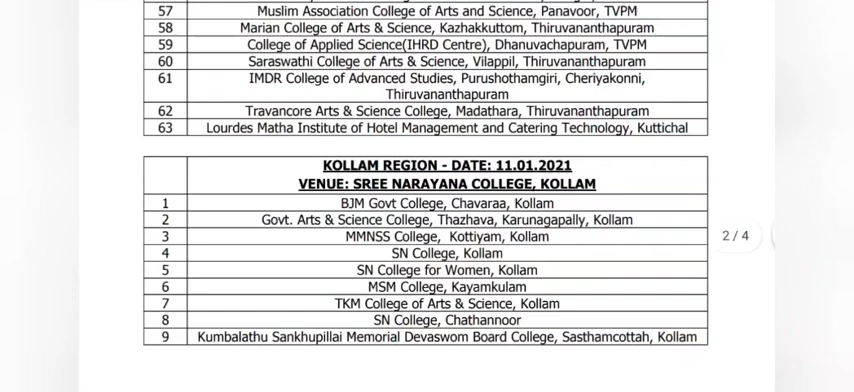 57 Muslim Association College of Arts and Science, Panavoor, TVPM
58 Marian College of Arts & Science, Kazhakkuttom, Thiruvananthapuram
59 College of Applied Science(IHRD Centre), Dhanuvachapuram, TVPM
60 Saraswathi College of Arts & Science, Vilappil, Thiruvananthapuram
61 IMDR College of Advanced Studies, Purushothamgiri, Cheriyakonni,
Thiruvananthapuram
62 Travancore Arts & Science College, Madathara, Thiruvananthapuram
63 Lourdes Matha Institute of Hotel Management and Catering Technology, Kuttichal
KOLLAM REGION - DATE: 11.01.2021
VENUE: SREE NARAYANA COLLEGE, KOLLAM
1 BJM Govt College, Chavaraa, Kollam
2 Govt. Arts & Science College, Thazhava, Karunagapally, Kollam
3 MMNSS College, Kottiyam, Kollam
4 SN College, Kollam
5 SN College for Women, Kollam
6 MSM College, Kayamkulam
7 TKM College of Arts & Science, Kollam
8 SN College, Chathannoor
9 Kumbalathu Sankhupillai Memorial Devaswom Board College, Sasthamcottah, Kollam
2 / 4